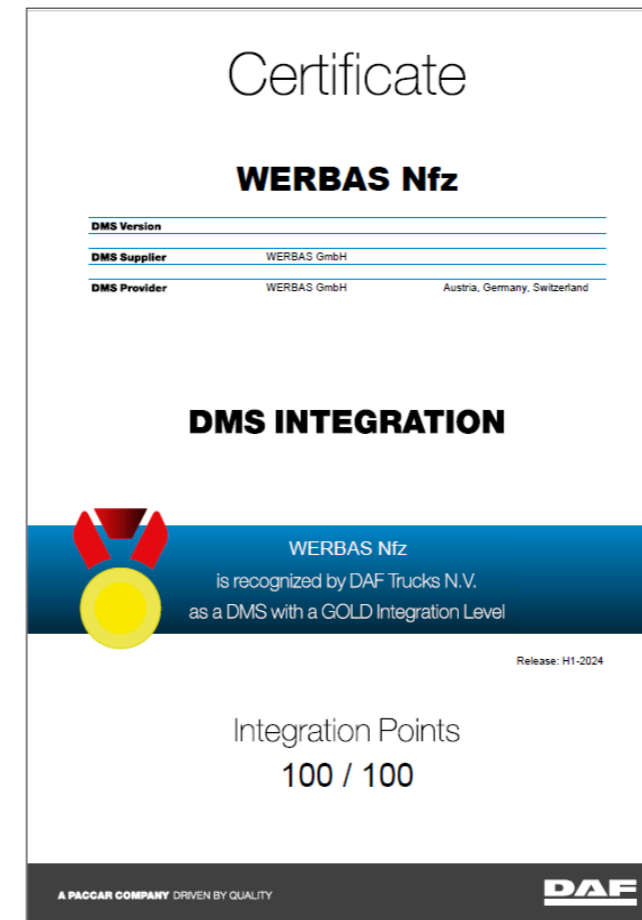 Certificate
WERBAS Nfz
DMS Version
DMS Supplier WERBAS GmbH
DMS Provider WERBAS GmbH Austria, Germany, Switzerland
DMS INTEGRATION
WERBAS Nfz
is recognized by DAF Trucks N.V.
as a DMS with a GOLD Integration Level
Release: H1-2024
Integration Points
100 / 100
A PACCAR COMPANY DRIVEN BY QUALITY
DAF